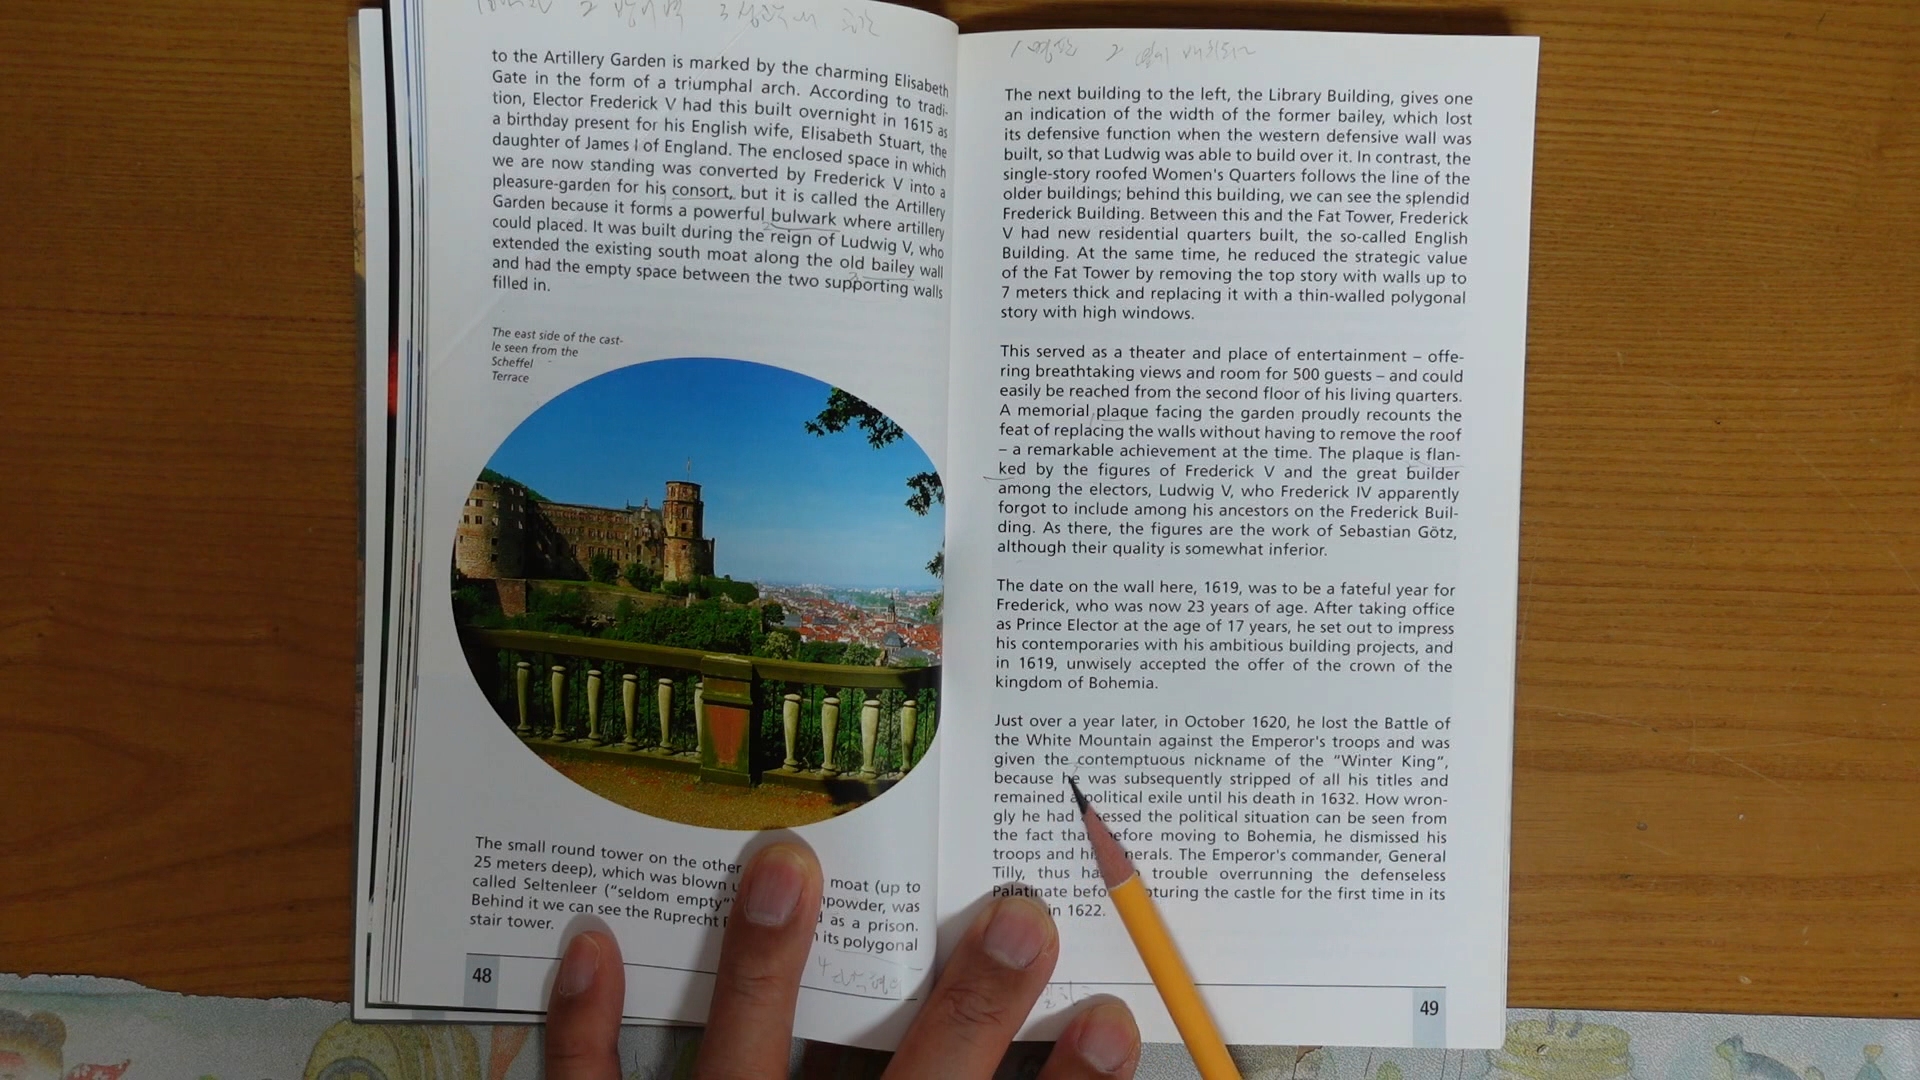 to the Artillery Garden is marked by the charming Elisabeth
Gate in the form of a triumphal arch. According to tradi-
tion, Elector Frederick V had this built overnight in 1615 as
a birthday present for his English wife, Elisabeth Stuart, the
daughter of James I of England. The enclosed space in which
we are now standing was converted by Frederick V into a
pleasure-garden for his consort, but it is called the Artillery
Garden because it forms a powerful bulwark where artillery
could placed. It was built during the reign of Ludwig V, who
extended the existing south moat along the old bailey wall
and had the empty space between the two supporting walls
filled in.
The east side of the cast-
le seen from the
Scheffel
Terrace
The small round tower on the other moat (up to
25 meters deep), which was blown powder, was
called Seltenleer ("seldom empty") as a prison.
Behind it we can see the Ruprecht its polygonal
stair tower.
48
The next building to the left, the Library Building, gives one
an indication of the width of the former bailey, which lost
its defensive function when the western defensive wall was
built, so that Ludwig was able to build over it. In contrast, the
single-story roofed Women's Quarters follows the line of the
older buildings; behind this building, we can see the splendid
Frederick Building. Between this and the Fat Tower, Frederick
V had new residential quarters built, the so-called English
Building. At the same time, he reduced the strategic value
of the Fat Tower by removing the top story with walls up to
7 meters thick and replacing it with a thin-walled polygonal
story with high windows.
This served as a theater and place of entertainment – offe-
ring breathtaking views and room for 500 guests – and could
easily be reached from the second floor of his living quarters.
A memorial plaque facing the garden proudly recounts the
feat of replacing the walls without having to remove the roof
– a remarkable achievement at the time. The plaque is flan-
ked by the figures of Frederick V and the great builder
among the electors, Ludwig V, who Frederick IV apparently
forgot to include among his ancestors on the Frederick Buil-
ding. As there, the figures are the work of Sebastian Götz,
although their quality is somewhat inferior.
The date on the wall here, 1619, was to be a fateful year for
Frederick, who was now 23 years of age. After taking office
as Prince Elector at the age of 17 years, he set out to impress
his contemporaries with his ambitious building projects, and
in 1619, unwisely accepted the offer of the crown of the
kingdom of Bohemia.
Just over a year later, in October 1620, he lost the Battle of
the White Mountain against the Emperor's troops and was
given the contemptuous nickname of the "Winter King",
because he was subsequently stripped of all his titles and
remained a political exile until his death in 1632. How wron-
gly he had assessed the political situation can be seen from
the fact that before moving to Bohemia, he dismissed his
troops and his generals. The Emperor's commander, General
Tilly, thus had trouble overrunning the defenseless
Palatinate before capturing the castle for the first time in its
in 1622.
49